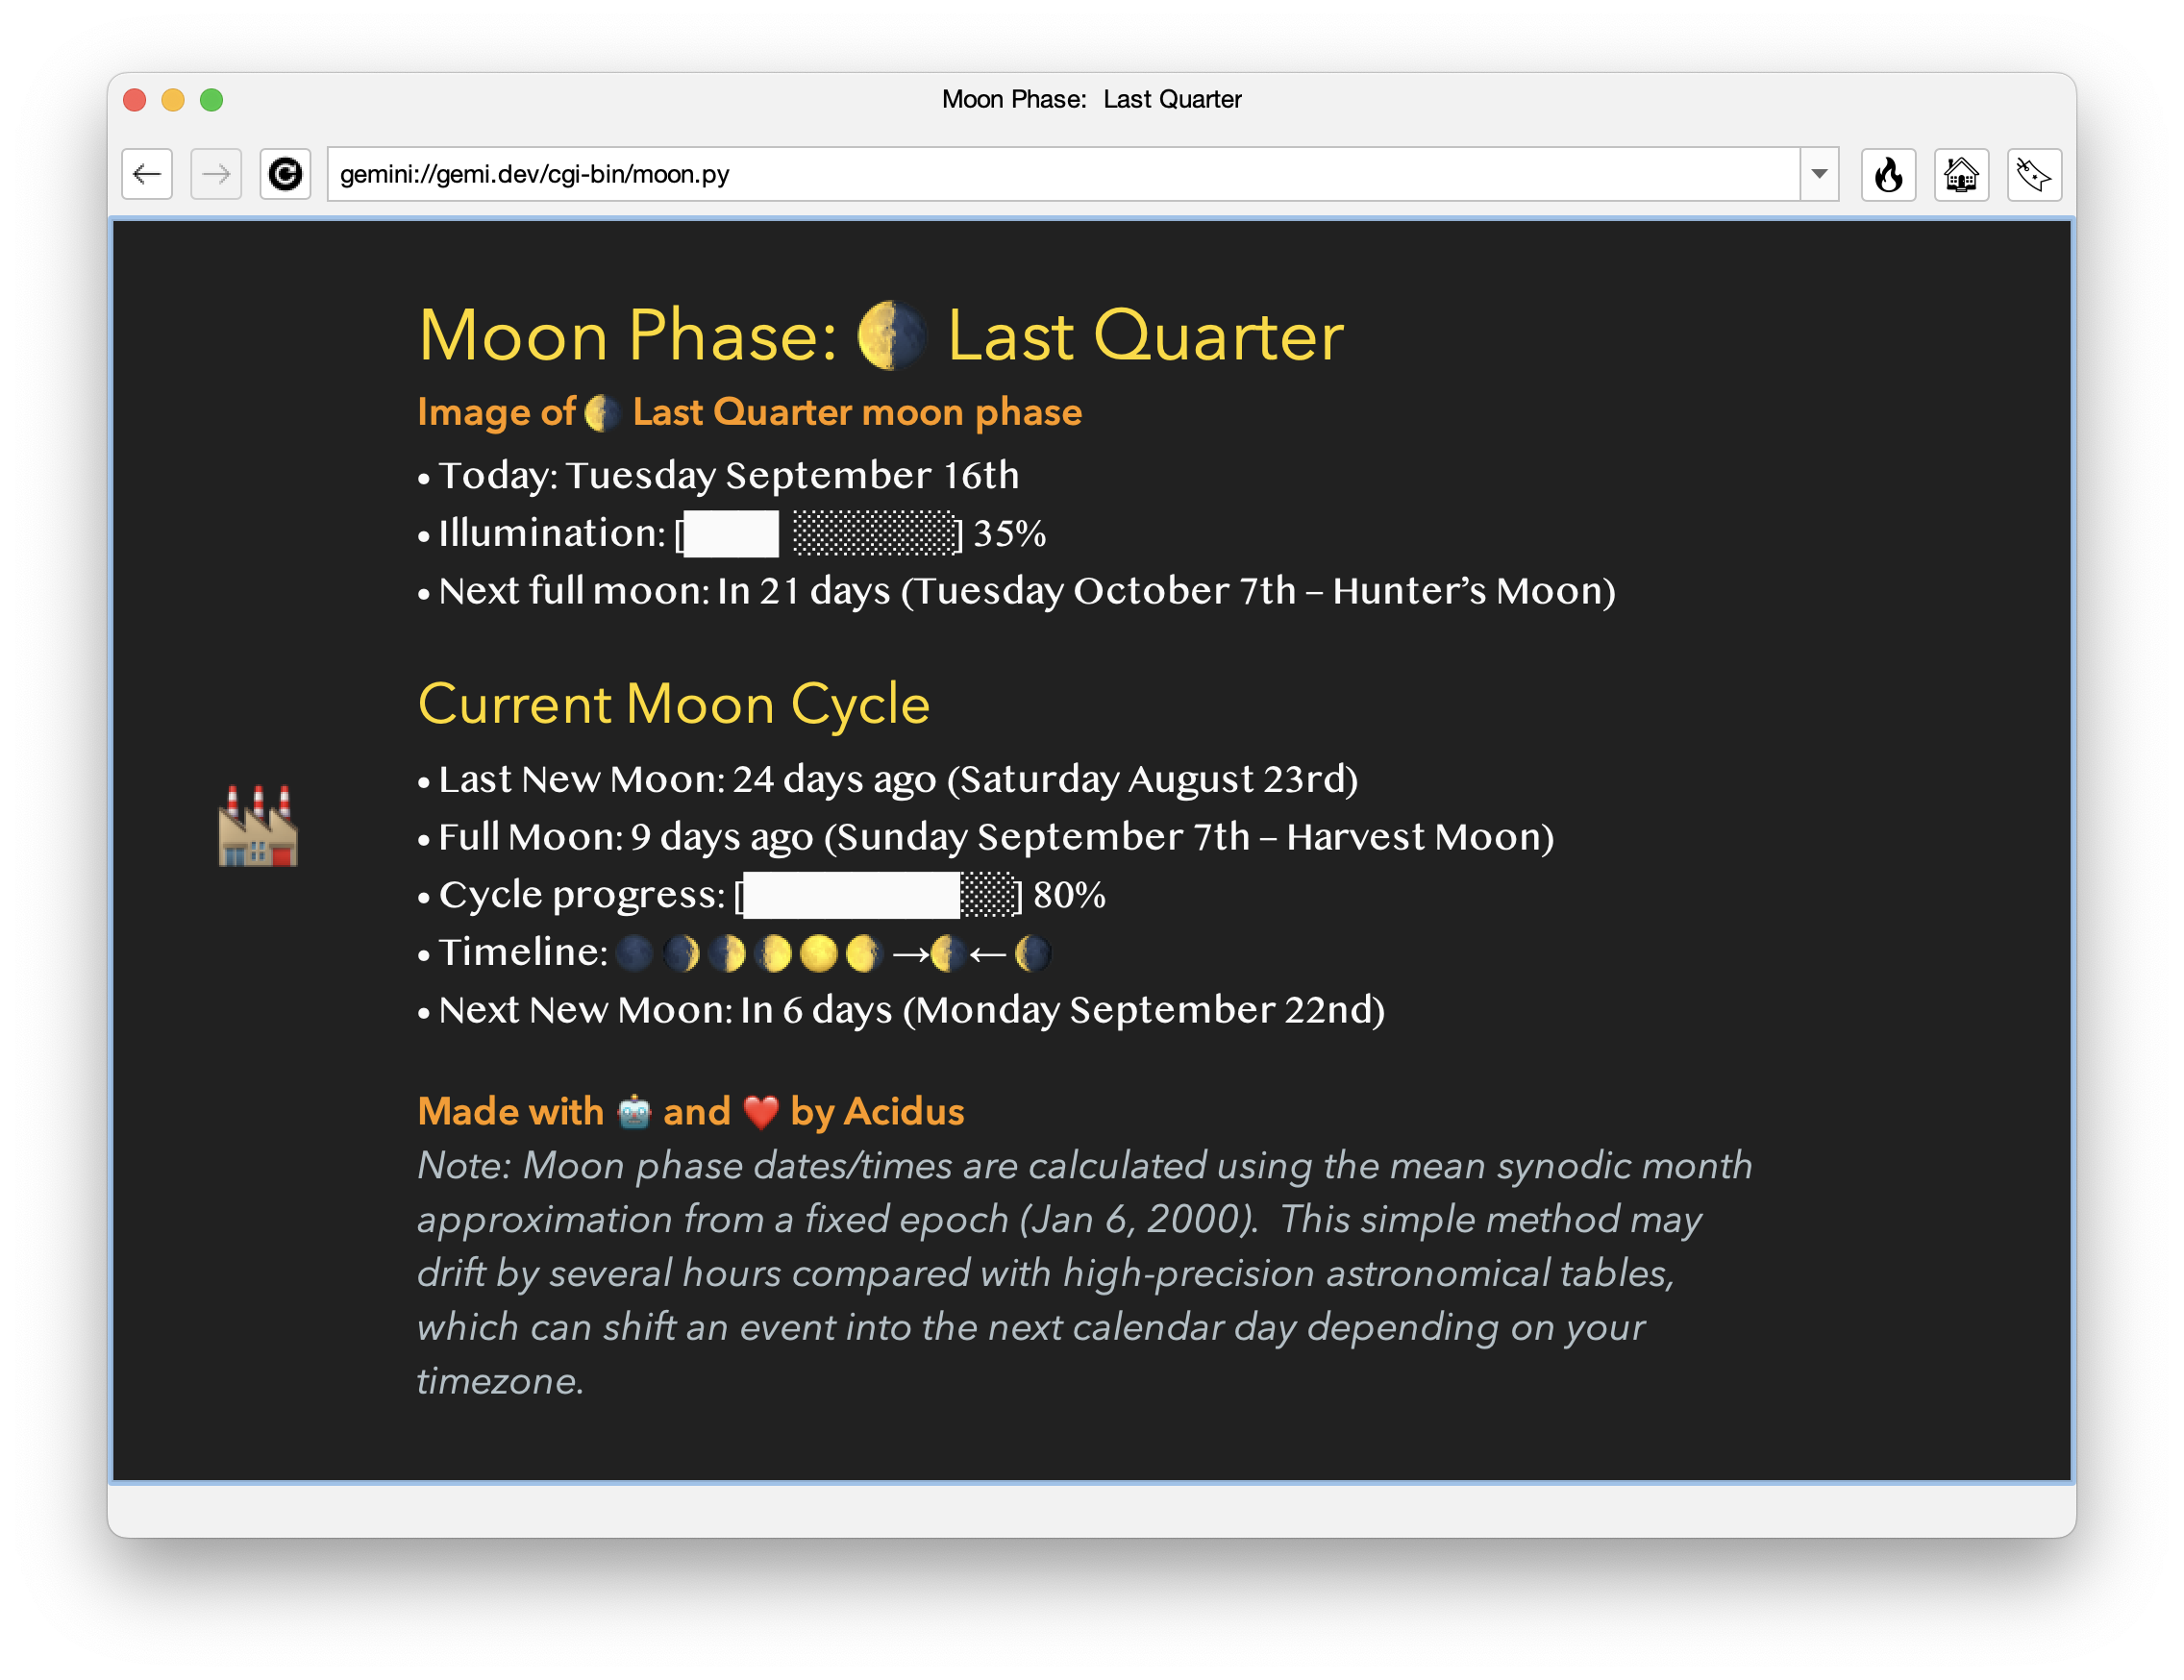 Moon Phase: Last Quarter
gemini://gemi.dev/cgi-bin/moon.py
Moon Phase: 🌗 Last Quarter
Image of 🌗 Last Quarter moon phase
• Today: Tuesday September 16th
• Illumination: [████ ░░░░░░] 35%
• Next full moon: In 21 days (Tuesday October 7th – Hunter’s Moon)
Current Moon Cycle
• Last New Moon: 24 days ago (Saturday August 23rd)
• Full Moon: 9 days ago (Sunday September 7th – Harvest Moon)
• Cycle progress: [████████░░] 80%
• Timeline: 🌑 🌒 🌓 🌔 🌕 🌖 →🌗← 🌘
• Next New Moon: In 6 days (Monday September 22nd)
Made with 🤖 and ❤️ by Acidus
Note: Moon phase dates/times are calculated using the mean synodic month
approximation from a fixed epoch (Jan 6, 2000).  This simple method may
drift by several hours compared with high-precision astronomical tables,
which can shift an event into the next calendar day depending on your
timezone.